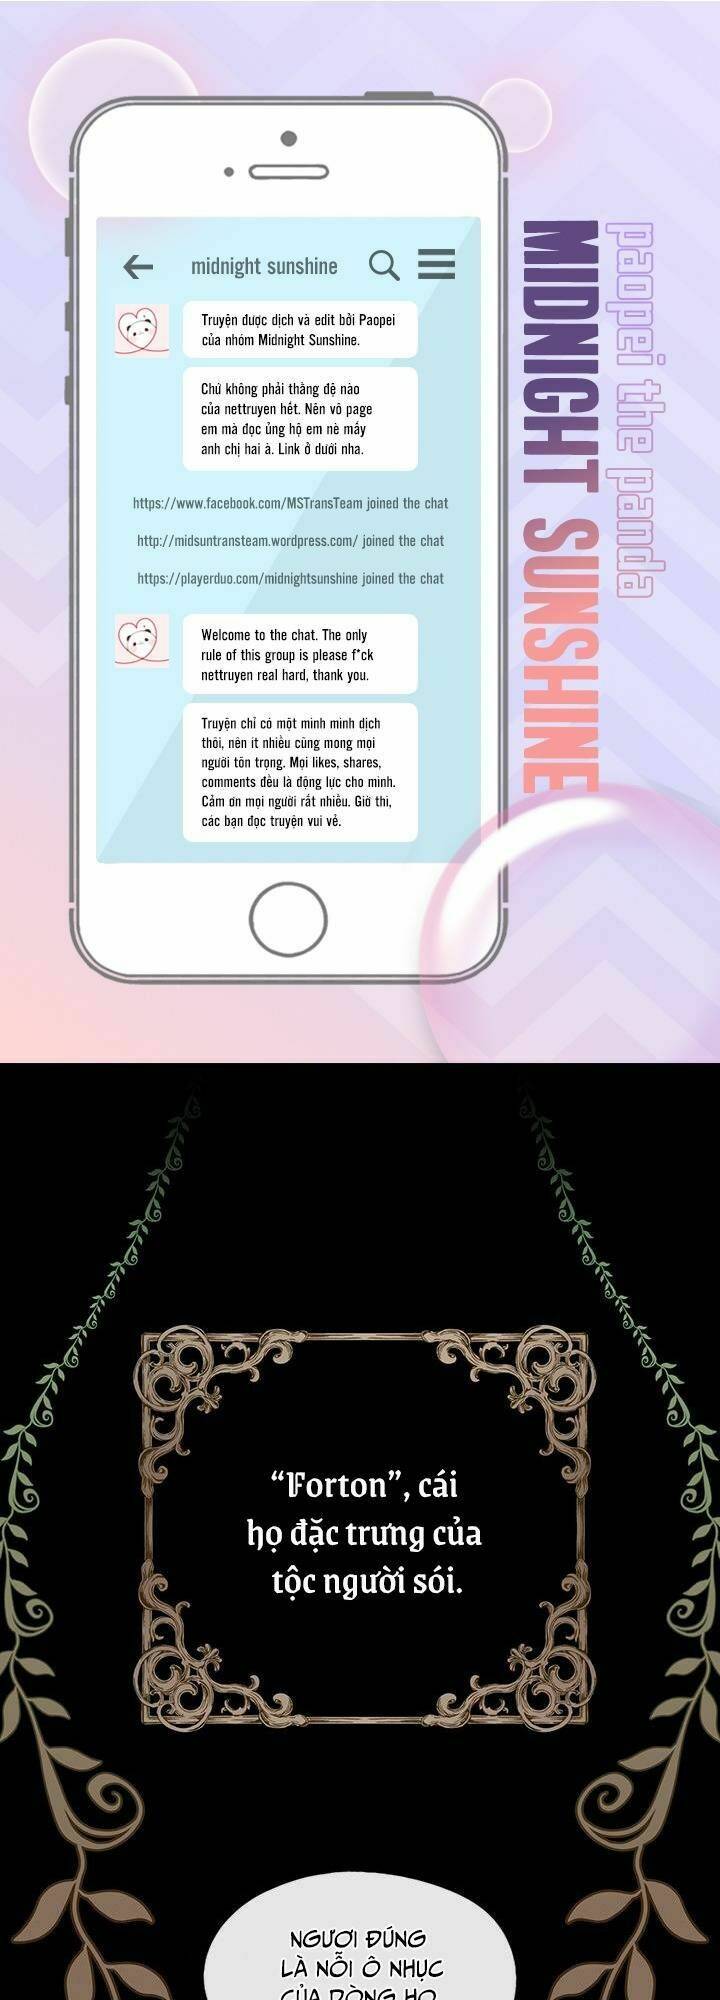 midnight sunshine
Truyện được dịch và edit bởi Paopei
của nhóm Midnight Sunshine.
Chứ không phải thằng đệ nào
của nettruyen hết. Nên vô page
em mà đọc ủng hộ em nè mấy
anh chị hai à. Link ở dưới nha.
https://www.facebook.com/MSTransTeam joined the chat
http://midsuntransteam.wordpress.com/ joined the chat
https://playerduo.com/midnightsunshine joined the chat
Welcome to the chat. The only
rule of this group is please f*ck
nettruyen real hard, thank you.
Truyện chỉ có một mình mình dịch
thôi, nên ít nhiều cũng mong mọi
người tôn trọng. Mọi likes, shares,
comments đều là động lực cho mình.
Cảm ơn mọi người rất nhiều. Giờ thì,
các bạn đọc truyện vui vẻ.
paopei the panda
MIDNIGHT SUNSHINE
“Forton”, cái
họ đặc trưng của
tộc người sói.
NGƯƠI ĐÚNG
LÀ NỖI Ô NHỤC
CỦA DÒNG HỌ